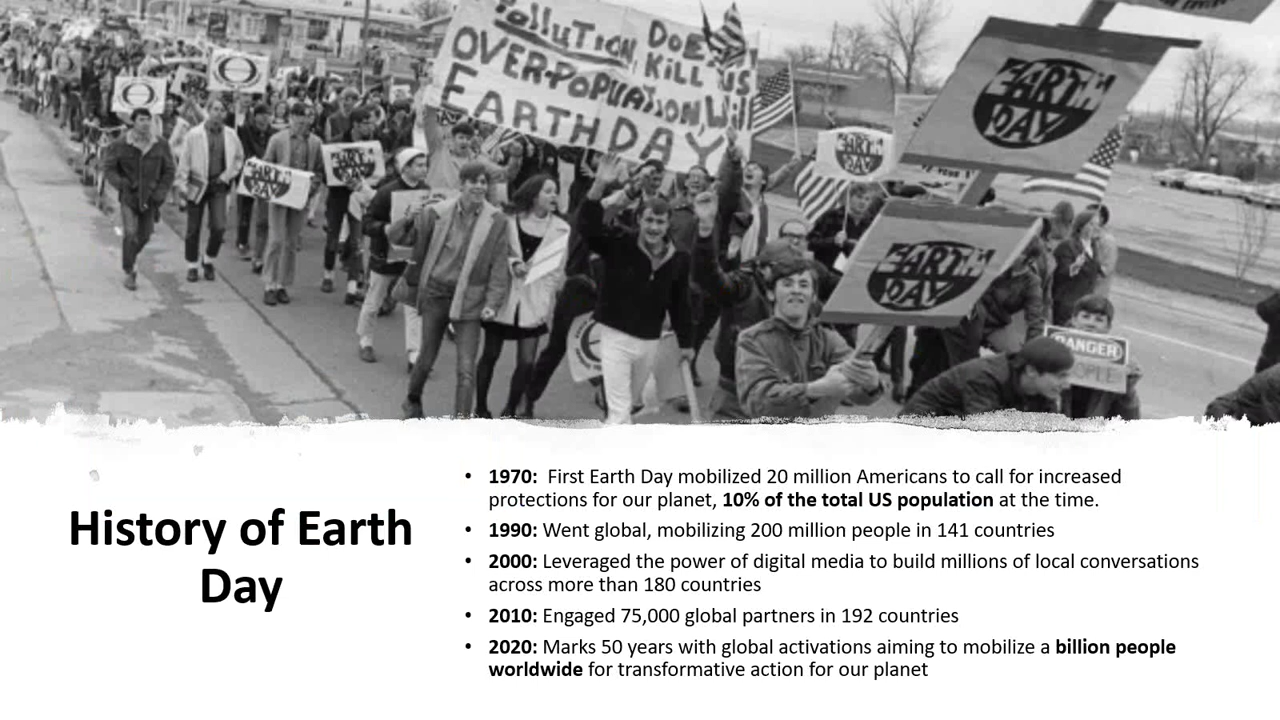 Pollution, Does Kill Us
OVER-POPULATION, Will
EARTH DAY
EARTH
DAY
EARTH
DAY
EARTH
DAY
EARTH
DAY
EARTH
DAY
DANGER
History of Earth
Day
• 1970:  First Earth Day mobilized 20 million Americans to call for increased
protections for our planet, 10% of the total US population at the time.
• 1990: Went global, mobilizing 200 million people in 141 countries
• 2000: Leveraged the power of digital media to build millions of local conversations
across more than 180 countries
• 2010: Engaged 75,000 global partners in 192 countries
• 2020: Marks 50 years with global activations aiming to mobilize a billion people
worldwide for transformative action for our planet